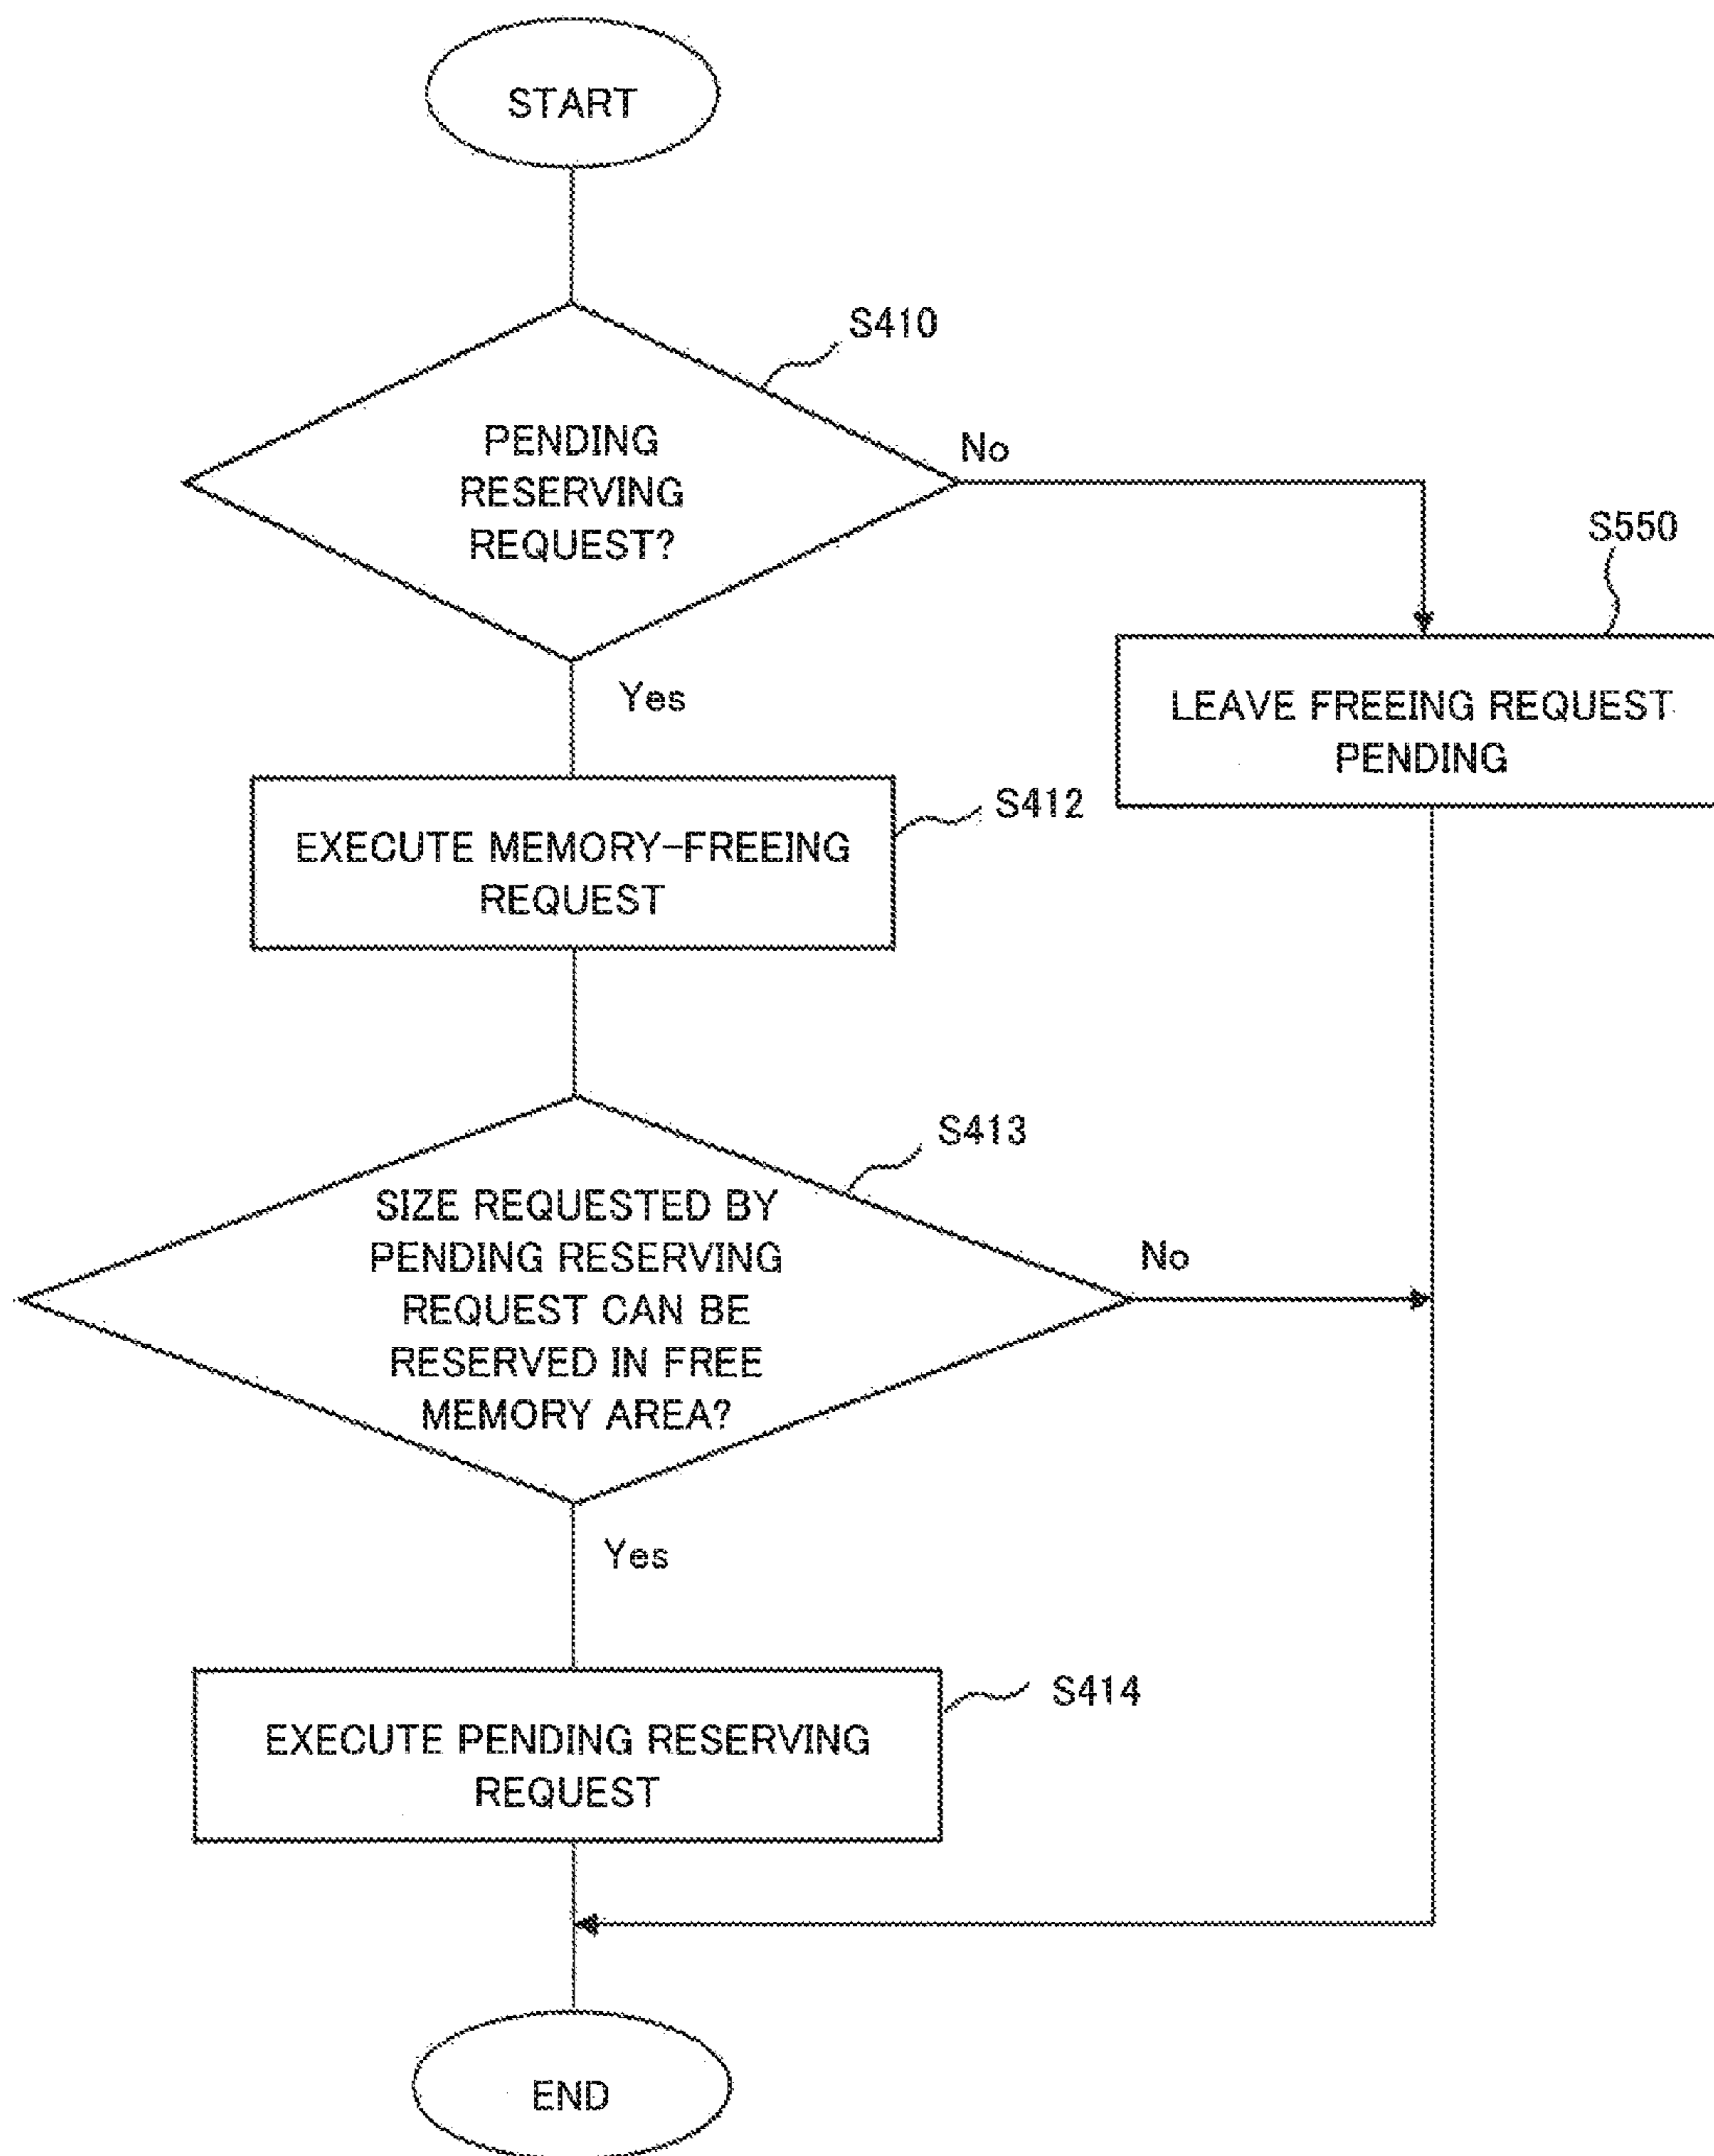 START
S410
PENDING
RESERVING
REQUEST?
No
S550
LEAVE FREEING REQUEST
PENDING
Yes
S412
EXECUTE MEMORY-FREEING
REQUEST
S413
SIZE REQUESTED BY
PENDING RESERVING
REQUEST CAN BE
RESERVED IN FREE
MEMORY AREA?
No
Yes
S414
EXECUTE PENDING RESERVING
REQUEST
END